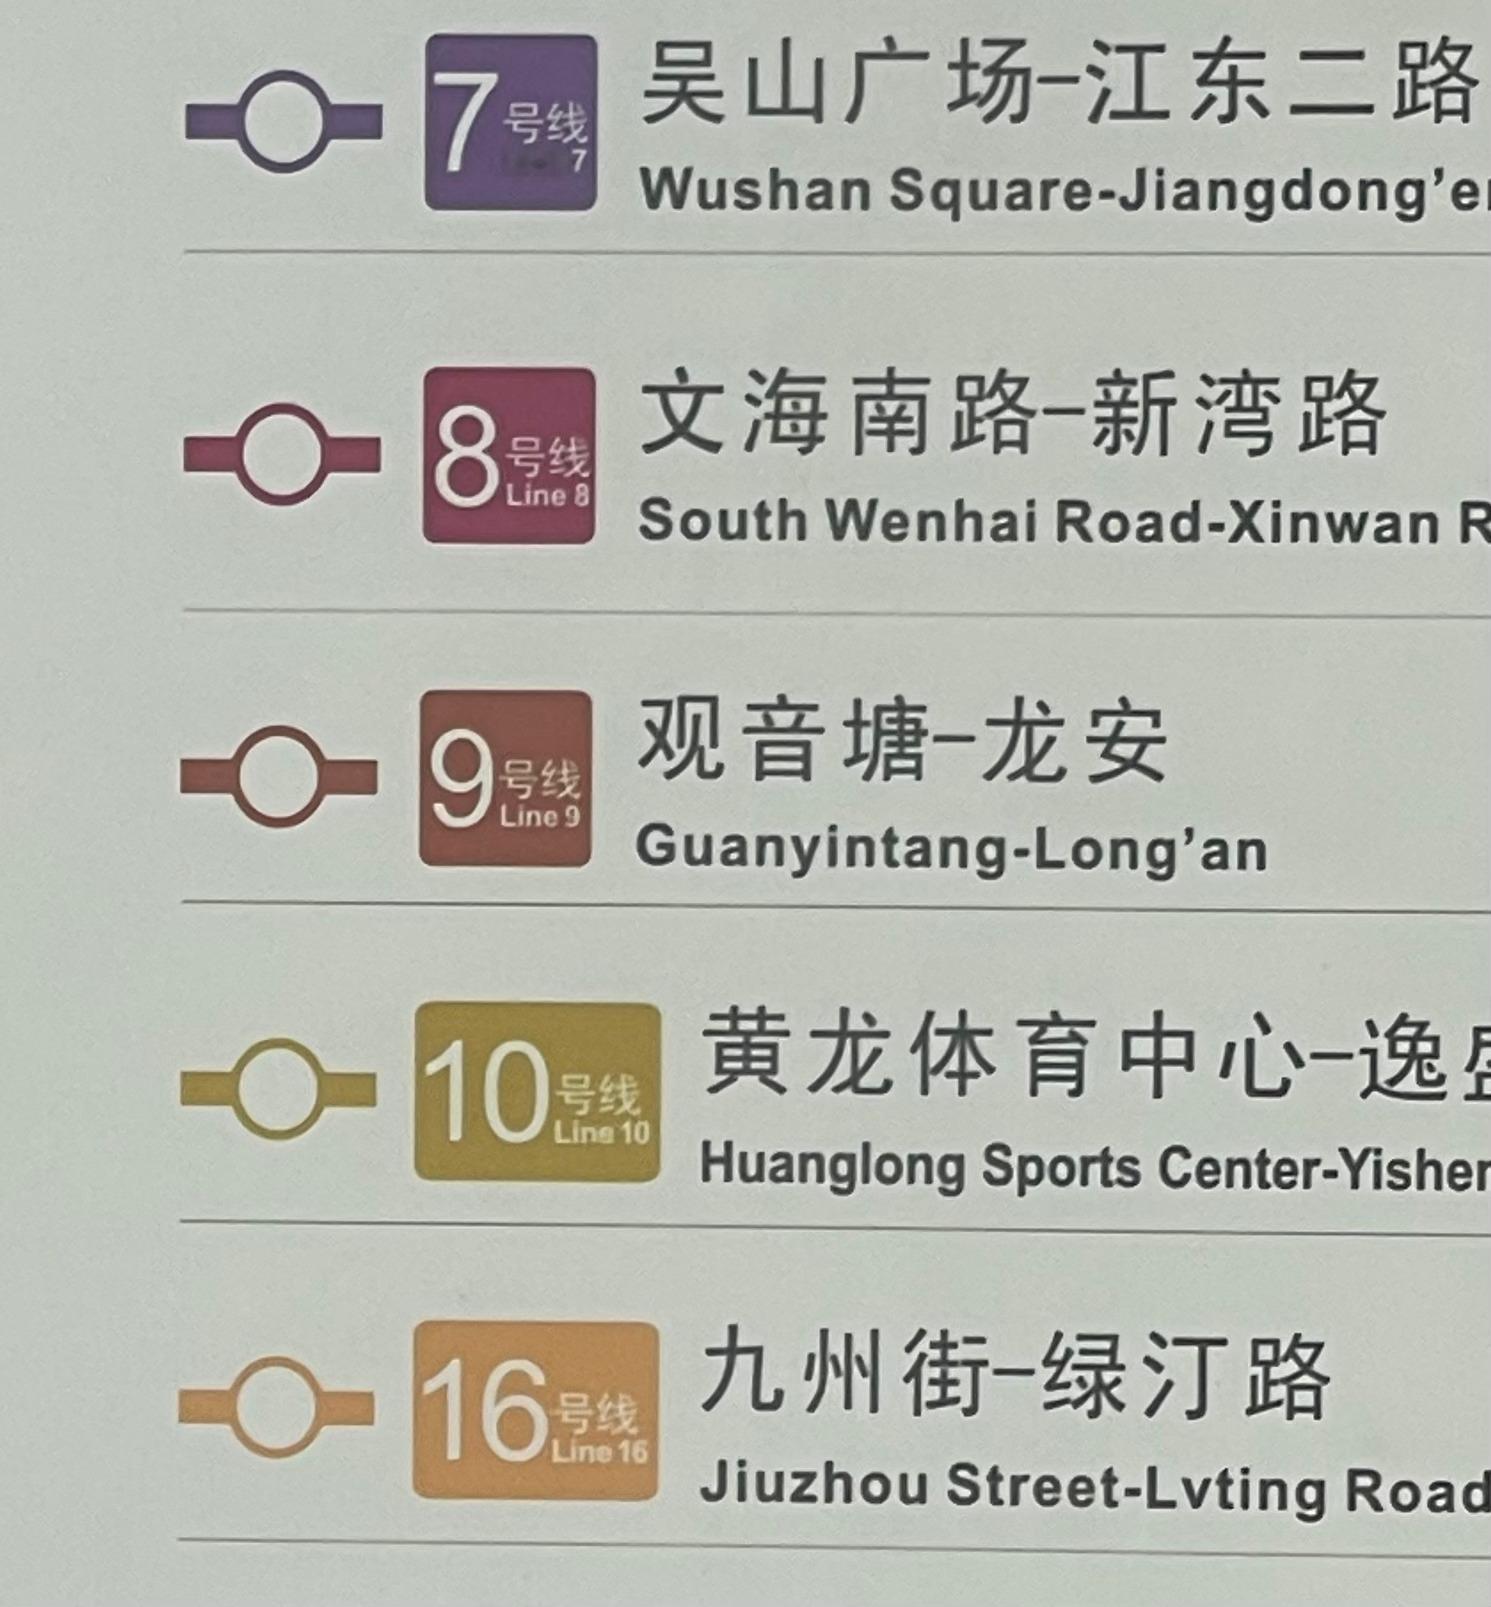 7 号线 7
吴山广场-江东二路
Wushan Square-Jiangdong'e
8 号线 Line 8
文海南路-新湾路
South Wenhai Road-Xinwan R
9 号线 Line 9
观音塘-龙安
Guanyintang-Long'an
10 号线 Line 10
黄龙体育中心-逸盛
Huanglong Sports Center-Yishe
16 号线 Line 16
九州街-绿汀路
Jiuzhou Street-Lvting Road